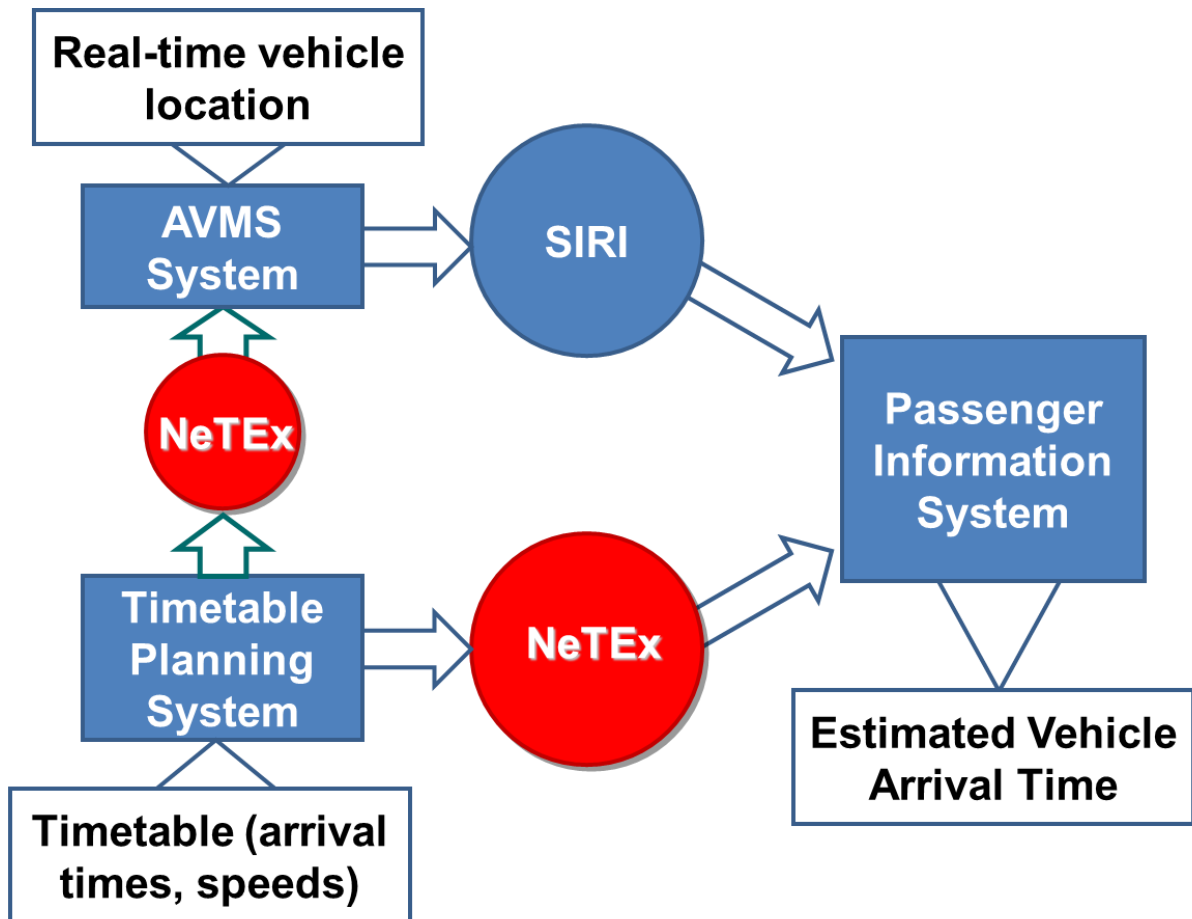 Real-time vehicle
location
AVMS
System
SIRI
NeTEx
Passenger
Information
System
Timetable
Planning
System
NeTEx
Estimated Vehicle
Arrival Time
Timetable (arrival
times, speeds)